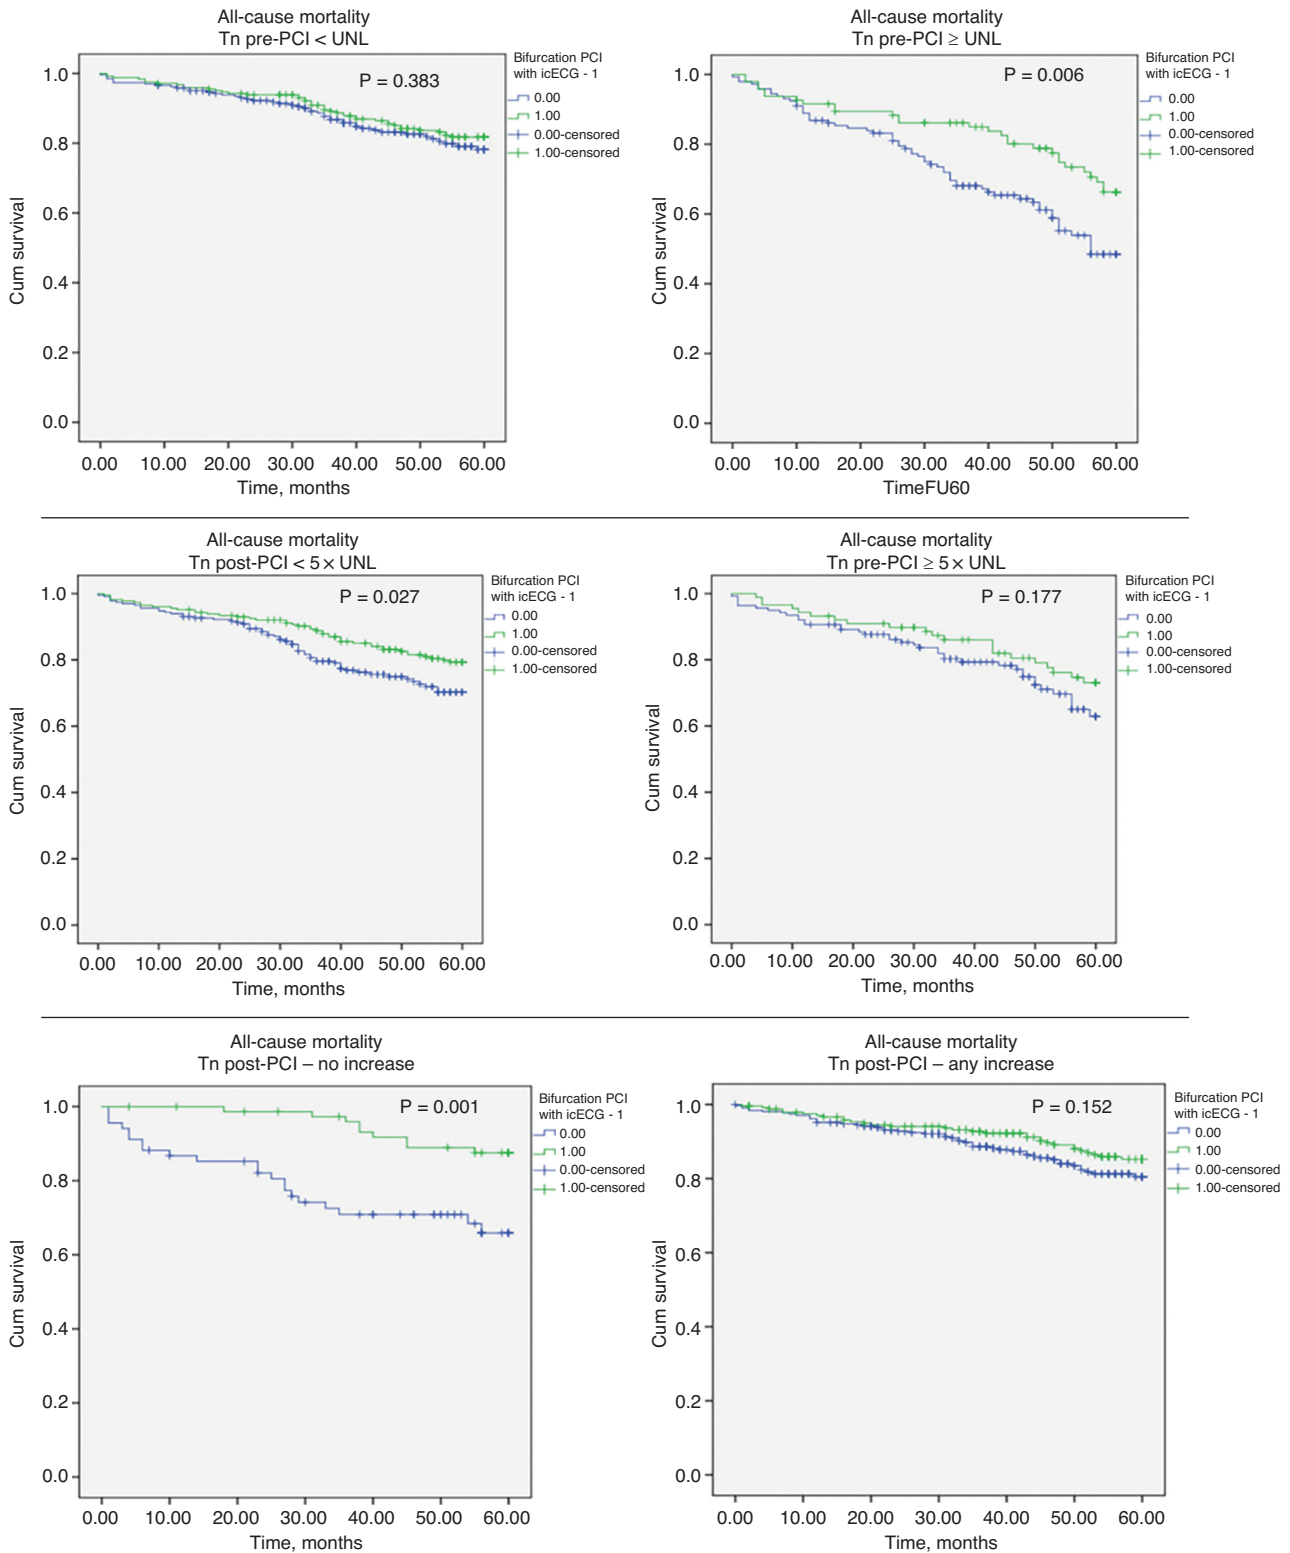 All-cause mortality
Tn pre-PCI < UNL
Bifurcation PCI
with icECG - 1
0.00
1.00
0.00-censored
1.00-censored
P = 0.383
Cum survival
1.0
0.8
0.6
0.4
0.2
0.0
0.00 10.00 20.00 30.00 40.00 50.00 60.00
Time, months
All-cause mortality
Tn pre-PCI ≥ UNL
Bifurcation PCI
with icECG - 1
0.00
1.00
0.00-censored
1.00-censored
P = 0.006
Cum survival
1.0
0.8
0.6
0.4
0.2
0.0
0.00 10.00 20.00 30.00 40.00 50.00 60.00
TimeFU60
All-cause mortality
Tn post-PCI < 5 × UNL
Bifurcation PCI
with icECG - 1
0.00
1.00
0.00-censored
1.00-censored
P = 0.027
Cum survival
1.0
0.8
0.6
0.4
0.2
0.0
0.00 10.00 20.00 30.00 40.00 50.00 60.00
Time, months
All-cause mortality
Tn pre-PCI ≥ 5 × UNL
Bifurcation PCI
with icECG - 1
0.00
1.00
0.00-censored
1.00-censored
P = 0.177
Cum survival
1.0
0.8
0.6
0.4
0.2
0.0
0.00 10.00 20.00 30.00 40.00 50.00 60.00
Time, months
All-cause mortality
Tn post-PCI – no increase
Bifurcation PCI
with icECG - 1
0.00
1.00
0.00-censored
1.00-censored
P = 0.001
Cum survival
1.0
0.8
0.6
0.4
0.2
0.0
0.00 10.00 20.00 30.00 40.00 50.00 60.00
Time, months
All-cause mortality
Tn post-PCI – any increase
Bifurcation PCI
with icECG - 1
0.00
1.00
0.00-censored
1.00-censored
P = 0.152
Cum survival
1.0
0.8
0.6
0.4
0.2
0.0
0.00 10.00 20.00 30.00 40.00 50.00 60.00
Time, months